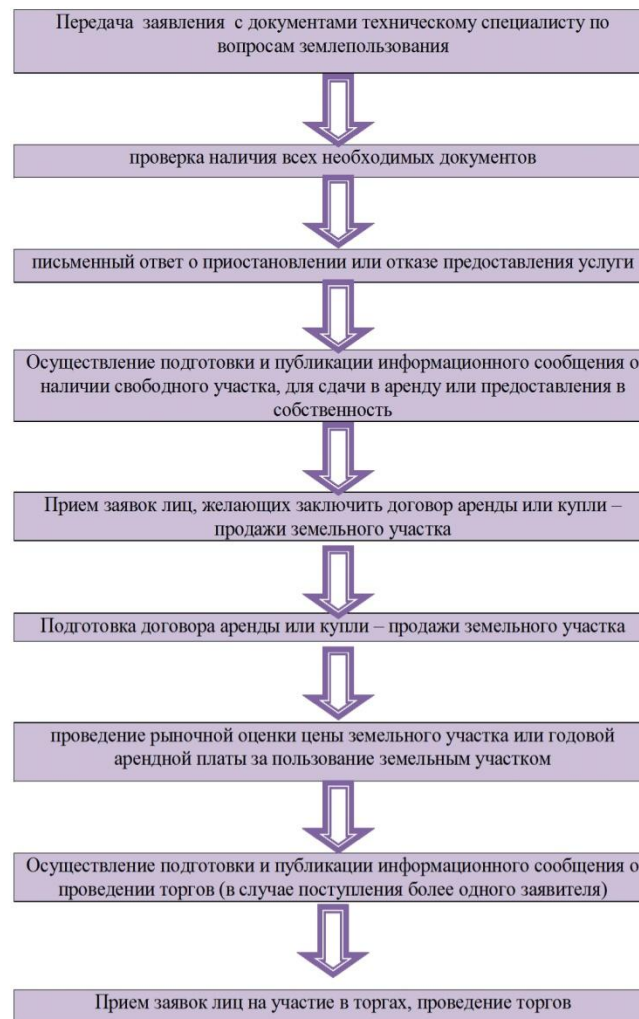 Передача заявления с документами техническому специалисту по
вопросам землепользования
проверка наличия всех необходимых документов
письменный ответ о приостановлении или отказе предоставления услуги
Осуществление подготовки и публикации информационного сообщения о
наличии свободного участка, для сдачи в аренду или предоставления в
собственность
Прием заявок лиц, желающих заключить договор аренды или купли –
продажи земельного участка
Подготовка договора аренды или купли – продажи земельного участка
проведение рыночной оценки цены земельного участка или годовой
арендной платы за пользование земельным участком
Осуществление подготовки и публикации информационного сообщения о
проведении торгов (в случае поступления более одного заявителя)
Прием заявок лиц на участие в торгах, проведение торгов